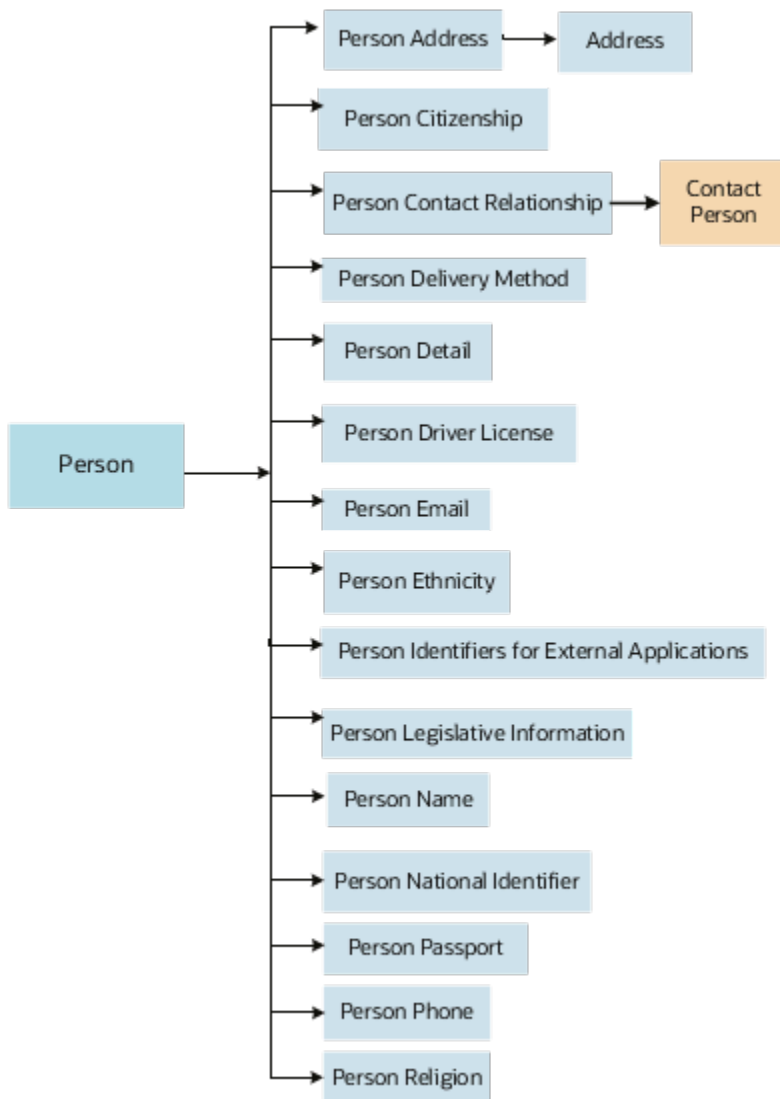 Person Address
Address
Person Citizenship
Person Contact Relationship
Contact
Person
Person Delivery Method
Person Detail
Person Driver License
Person
Person Email
Person Ethnicity
Person Identifiers for External Applications
Person Legislative Information
Person Name
Person National Identifier
Person Passport
Person Phone
Person Religion